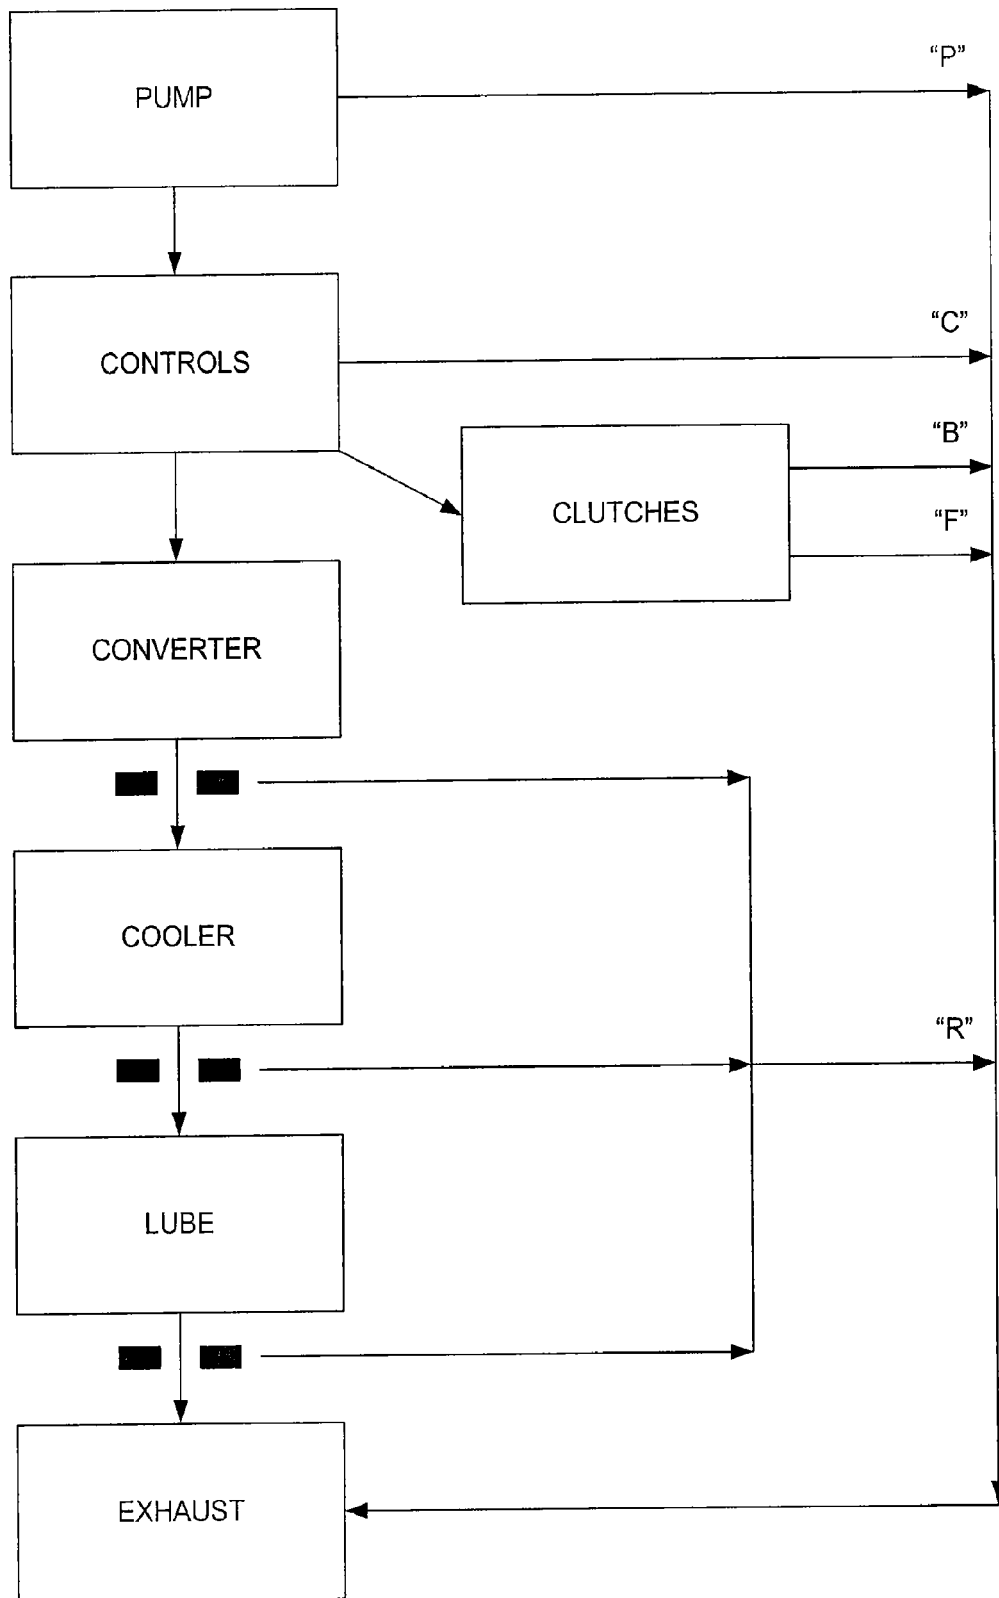 "P"
PUMP
"C"
CONTROLS
"B"
CLUTCHES
"F"
CONVERTER
COOLER
"R"
LUBE
EXHAUST